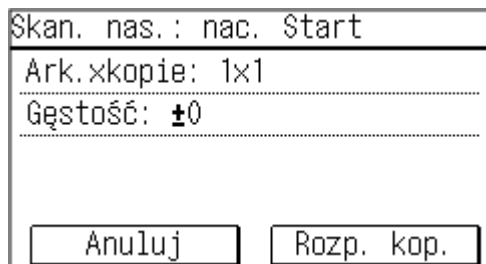 Skan. nas.: nac. Start
Ark.xkopie: 1x1
Gęstość: ±0
Anuluj
Rozp. kop.